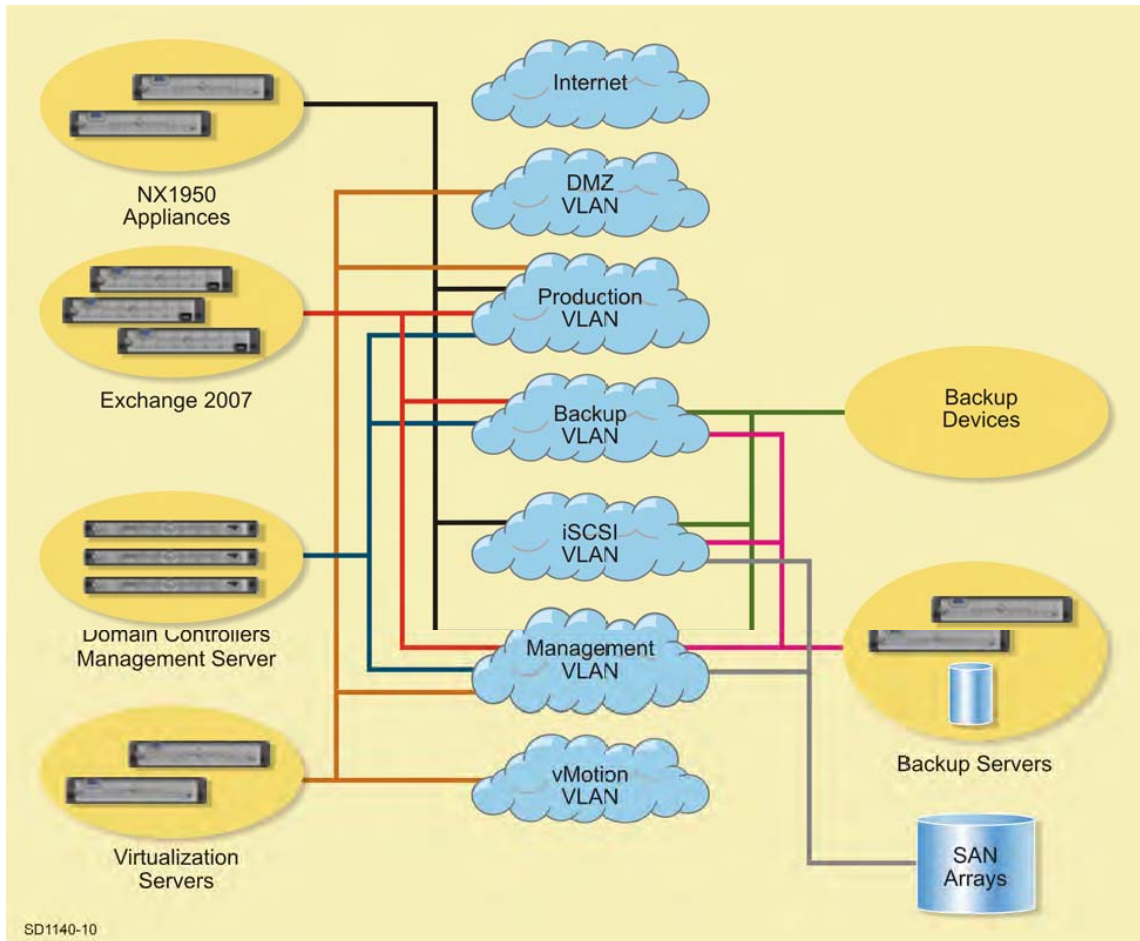 Internet
NX1950
Appliances
DMZ
VLAN
Production
VLAN
Exchange 2007
Backup
VLAN
Backup
Devices
iSCSI
VLAN
Domain Controllers
Management Server
Management
VLAN
Backup Servers
vMotion
VLAN
Virtualization
Servers
SAN
Arrays
SD1140-10